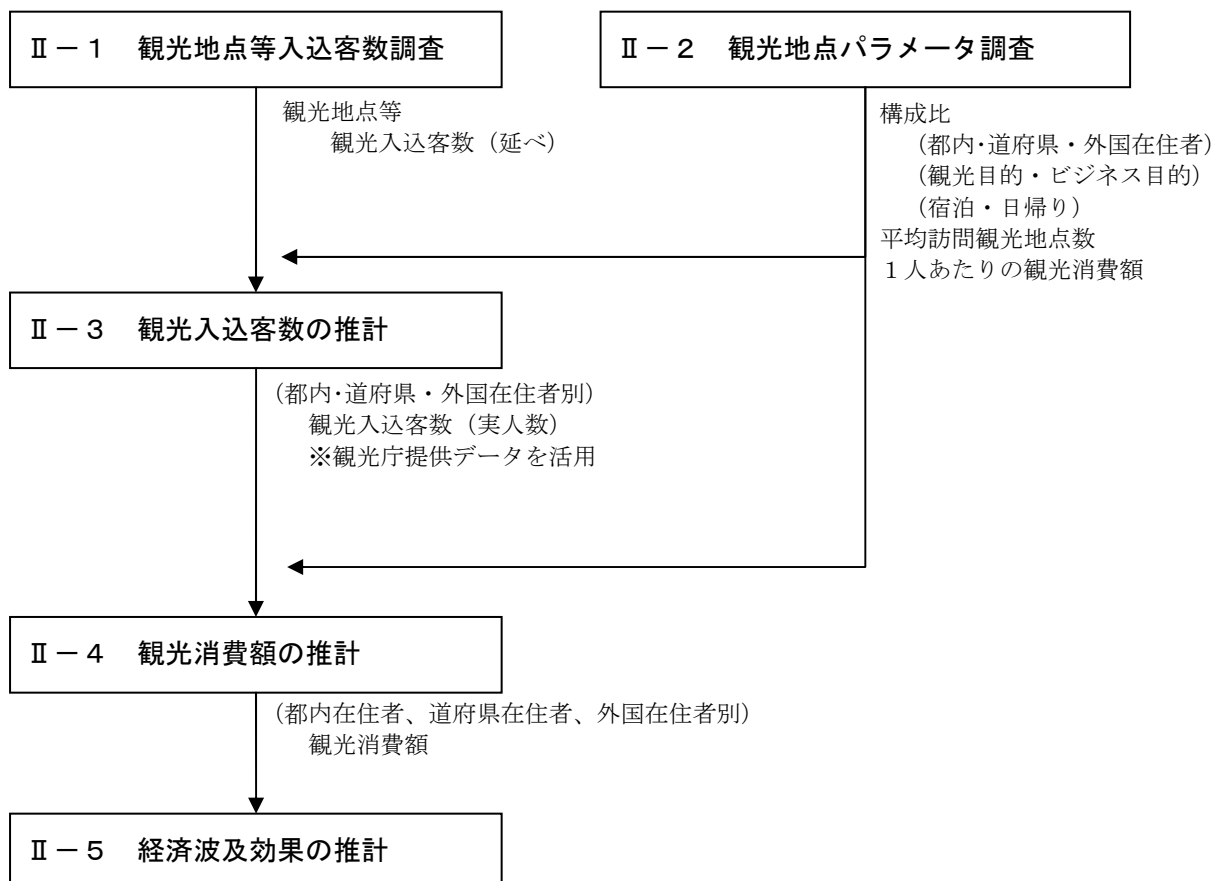 Ⅱ－１　観光地点等入込客数調査
Ⅱ－２　観光地点パラメータ調査
観光地点等
観光入込客数（延べ）
構成比
（都内･道府県・外国在住者）
（観光目的・ビジネス目的）
（宿泊・日帰り）
平均訪問観光地点数
１人あたりの観光消費額
Ⅱ－３　観光入込客数の推計
（都内･道府県・外国在住者別）
観光入込客数（実人数）
※観光庁提供データを活用
Ⅱ－４　観光消費額の推計
（都内在住者、道府県在住者、外国在住者別）
観光消費額
Ⅱ－５　経済波及効果の推計